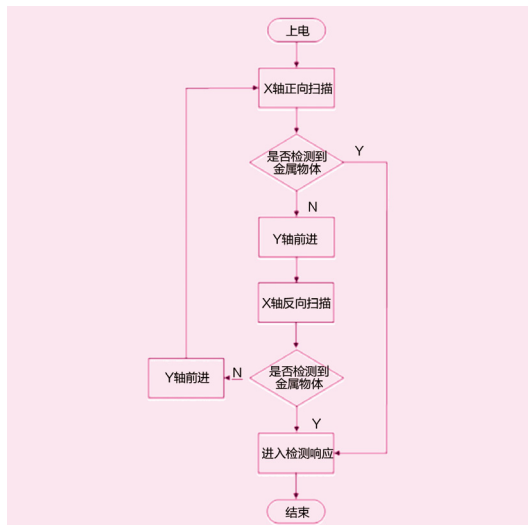 上电
X轴正向扫描
是否检测到
金属物体
Y
N
Y轴前进
X轴反向扫描
是否检测到
金属物体
N
Y轴前进
Y
进入检测响应
结束